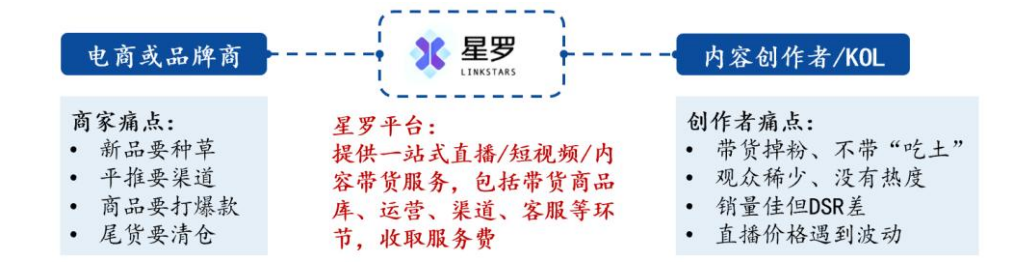 电商或品牌商
星罗
LINKSTARS
内容创作者/KOL
商家痛点：
• 新品要种草
• 平推要渠道
• 商品要打爆款
• 尾货要清仓
星罗平台：
提供一站式直播/短视频/内
容带货服务，包括带货商品
库、运营、渠道、客服等环
节，收取服务费
创作者痛点：
• 带货掉粉、不带“吃土”
• 观众稀少、没有热度
• 销量佳但DSR差
• 直播价格遇到波动